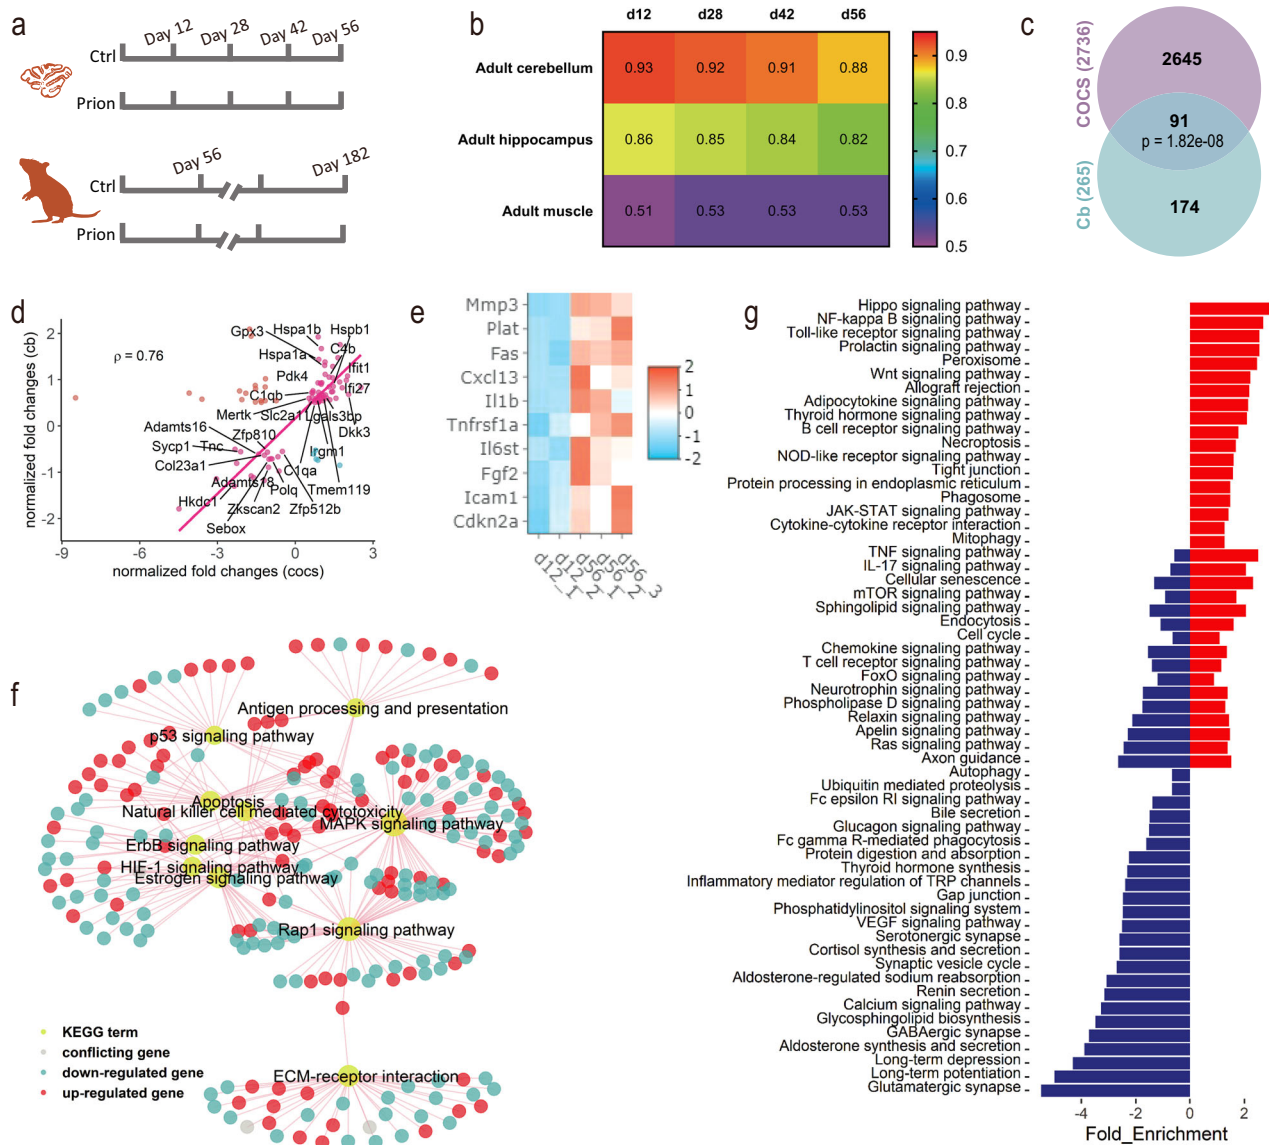 a
Day 12
Day 28
Day 42
Day 56
Ctrl
Prion
Day 56
Day 182
Ctrl
Prion
b
d12
d28
d42
d56
Adult cerebellum
0.93
0.92
0.91
0.88
Adult hippocampus
0.86
0.85
0.84
0.82
Adult muscle
0.51
0.53
0.53
0.53
0.9
0.8
0.7
0.6
0.5
c
COCS (2736)
2645
91
p = 1.82e-08
Cb (265)
174
d
normalized fold changes (cb)
2
1
0
-1
-2
ρ = 0.76
Gpx3
Hspa1b
Hspb1
Hspa1a
C4b
Ifit1
Pdk4
C1qb
Ifi27
Mertk
Slc2a1
Lgals3bp
Adamts16
Zfp810
Dkk3
Sycp1
Tnc
Irgm1
Col23a1
C1qa
Adamts18
Polq
Tmem119
Hkdc1
Zkscan2
Zfp512b
Sebox
-9
-6
-3
0
3
normalized fold changes (cocs)
e
Mmp3
Plat
Fas
Cxcl13
Il1b
Tnfrsf1a
Il6st
Fgf2
Icam1
Cdkn2a
d12_1
d12_2
d56_1
d56_2
d56_3
2
1
0
-1
-2
f
Antigen processing and presentation
p53 signaling pathway
Apoptosis
Natural killer cell mediated cytotoxicity
MAPK signaling pathway
ErbB signaling pathway
HIF-1 signaling pathway
Estrogen signaling pathway
Rap1 signaling pathway
ECM-receptor interaction
KEGG term
conflicting gene
down-regulated gene
up-regulated gene
g
Hippo signaling pathway
NF-kappa B signaling pathway
Toll-like receptor signaling pathway
Prolactin signaling pathway
Peroxisome
Wnt signaling pathway
Allograft rejection
Adipocytokine signaling pathway
Thyroid hormone signaling pathway
B cell receptor signaling pathway
Necroptosis
NOD-like receptor signaling pathway
Tight junction
Protein processing in endoplasmic reticulum
Phagosome
JAK-STAT signaling pathway
Cytokine-cytokine receptor interaction
Mitophagy
TNF signaling pathway
IL-17 signaling pathway
Cellular senescence
mTOR signaling pathway
Sphingolipid signaling pathway
Endocytosis
Cell cycle
Chemokine signaling pathway
T cell receptor signaling pathway
FoxO signaling pathway
Neurotrophin signaling pathway
Phospholipase D signaling pathway
Relaxin signaling pathway
Apelin signaling pathway
Ras signaling pathway
Axon guidance
Autophagy
Ubiquitin mediated proteolysis
Fc epsilon RI signaling pathway
Bile secretion
Glucagon signaling pathway
Fc gamma R-mediated phagocytosis
Protein digestion and absorption
Thyroid hormone synthesis
Inflammatory mediator regulation of TRP channels
Gap junction
Phosphatidylinositol signaling system
VEGF signaling pathway
Serotonergic synapse
Cortisol synthesis and secretion
Synaptic vesicle cycle
Aldosterone-regulated sodium reabsorption
Renin secretion
Calcium signaling pathway
Glycosphingolipid biosynthesis
GABAergic synapse
Aldosterone synthesis and secretion
Long-term depression
Long-term potentiation
Glutamatergic synapse
-4
-2
0
2
Fold_Enrichment